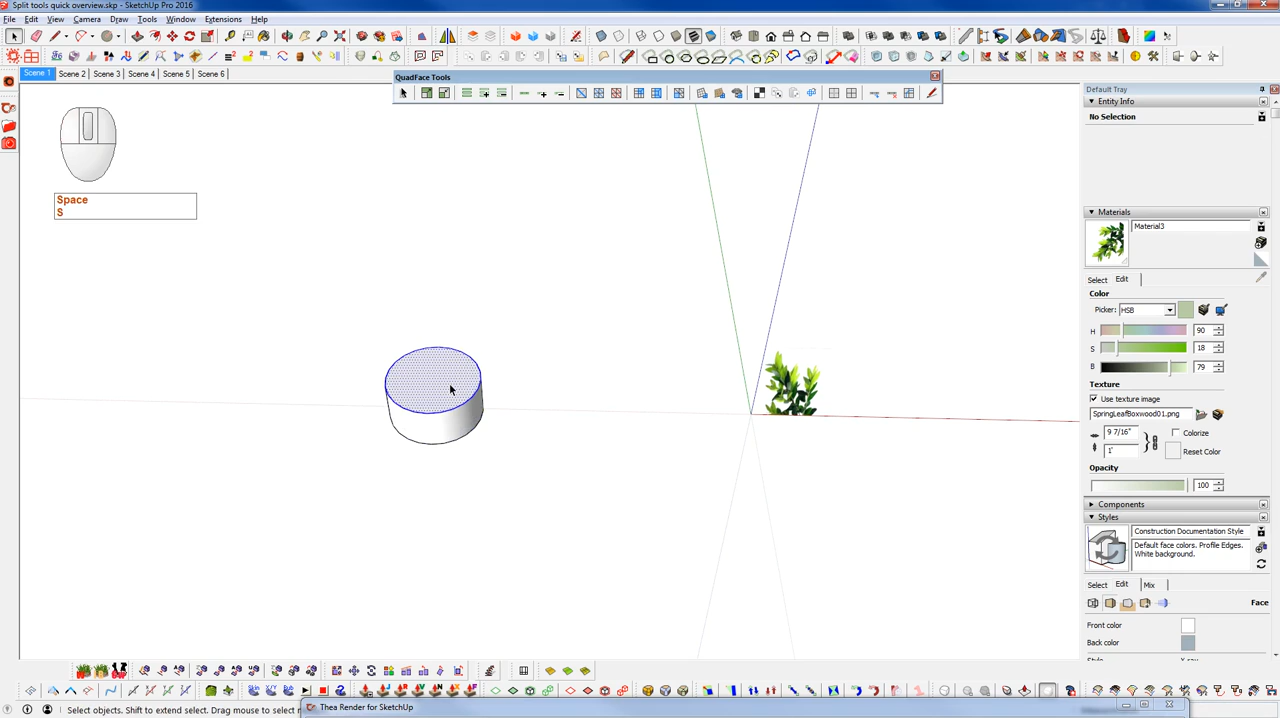 Split tools quick overview.skp - SketchUp Pro 2016
File Edit View Camera Draw Tools Window Extensions Help
Scene 1 Scene 2 Scene 3 Scene 4 Scene 5 Scene 6
QuadFace Tools
Space
S
Default Tray
Entity Info
No Selection
Materials
Material3
Select Edit
Color
Picker: HSB
H 90
S 18
B 79
Texture
Use texture image
SpringLeafBoxwood01.png
9 7/16"
Colorize
1'
Reset Color
Opacity
100
Components
Styles
Construction Documentation Style
Default face colors. Profile Edges.
White background.
Select Edit Mix
Face
Front color
Back color
Thea Render for SketchUp
Select objects. Shift to extend select. Drag mouse to select